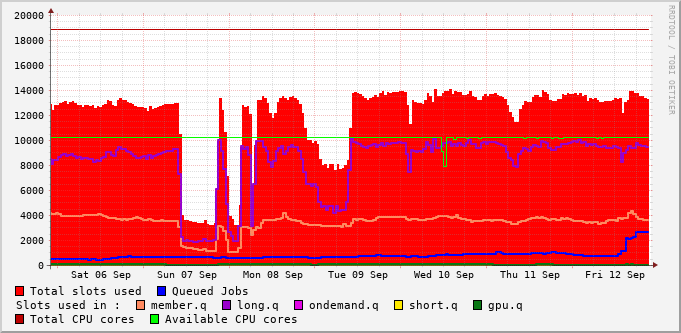 20000
18000
16000
14000
12000
10000
8000
6000
4000
2000
0
Sat 06 Sep Sun 07 Sep Mon 08 Sep Tue 09 Sep Wed 10 Sep Thu 11 Sep Fri 12 Sep
Total slots used Queued Jobs
Slots used in : member.q long.q ondemand.q short.q gpu.q
Total CPU cores Available CPU cores
RRDTOOL / TOBI OETIKER